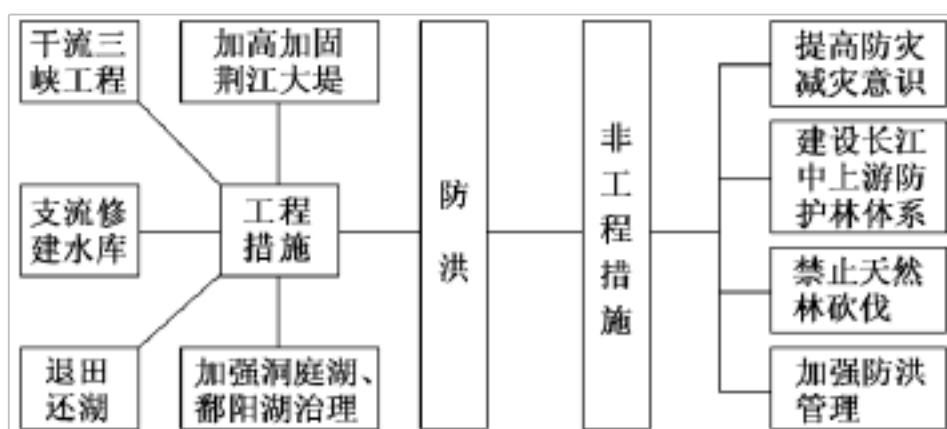 干流三
峡工程
加高加固
荆江大堤
支流修
建水库
工程
措施
退田
还湖
加强洞庭湖、
鄱阳湖治理
防洪
非工程措施
提高防灾
减灾意识
建设长江
中上游防
护林体系
禁止天然
林砍伐
加强防洪
管理